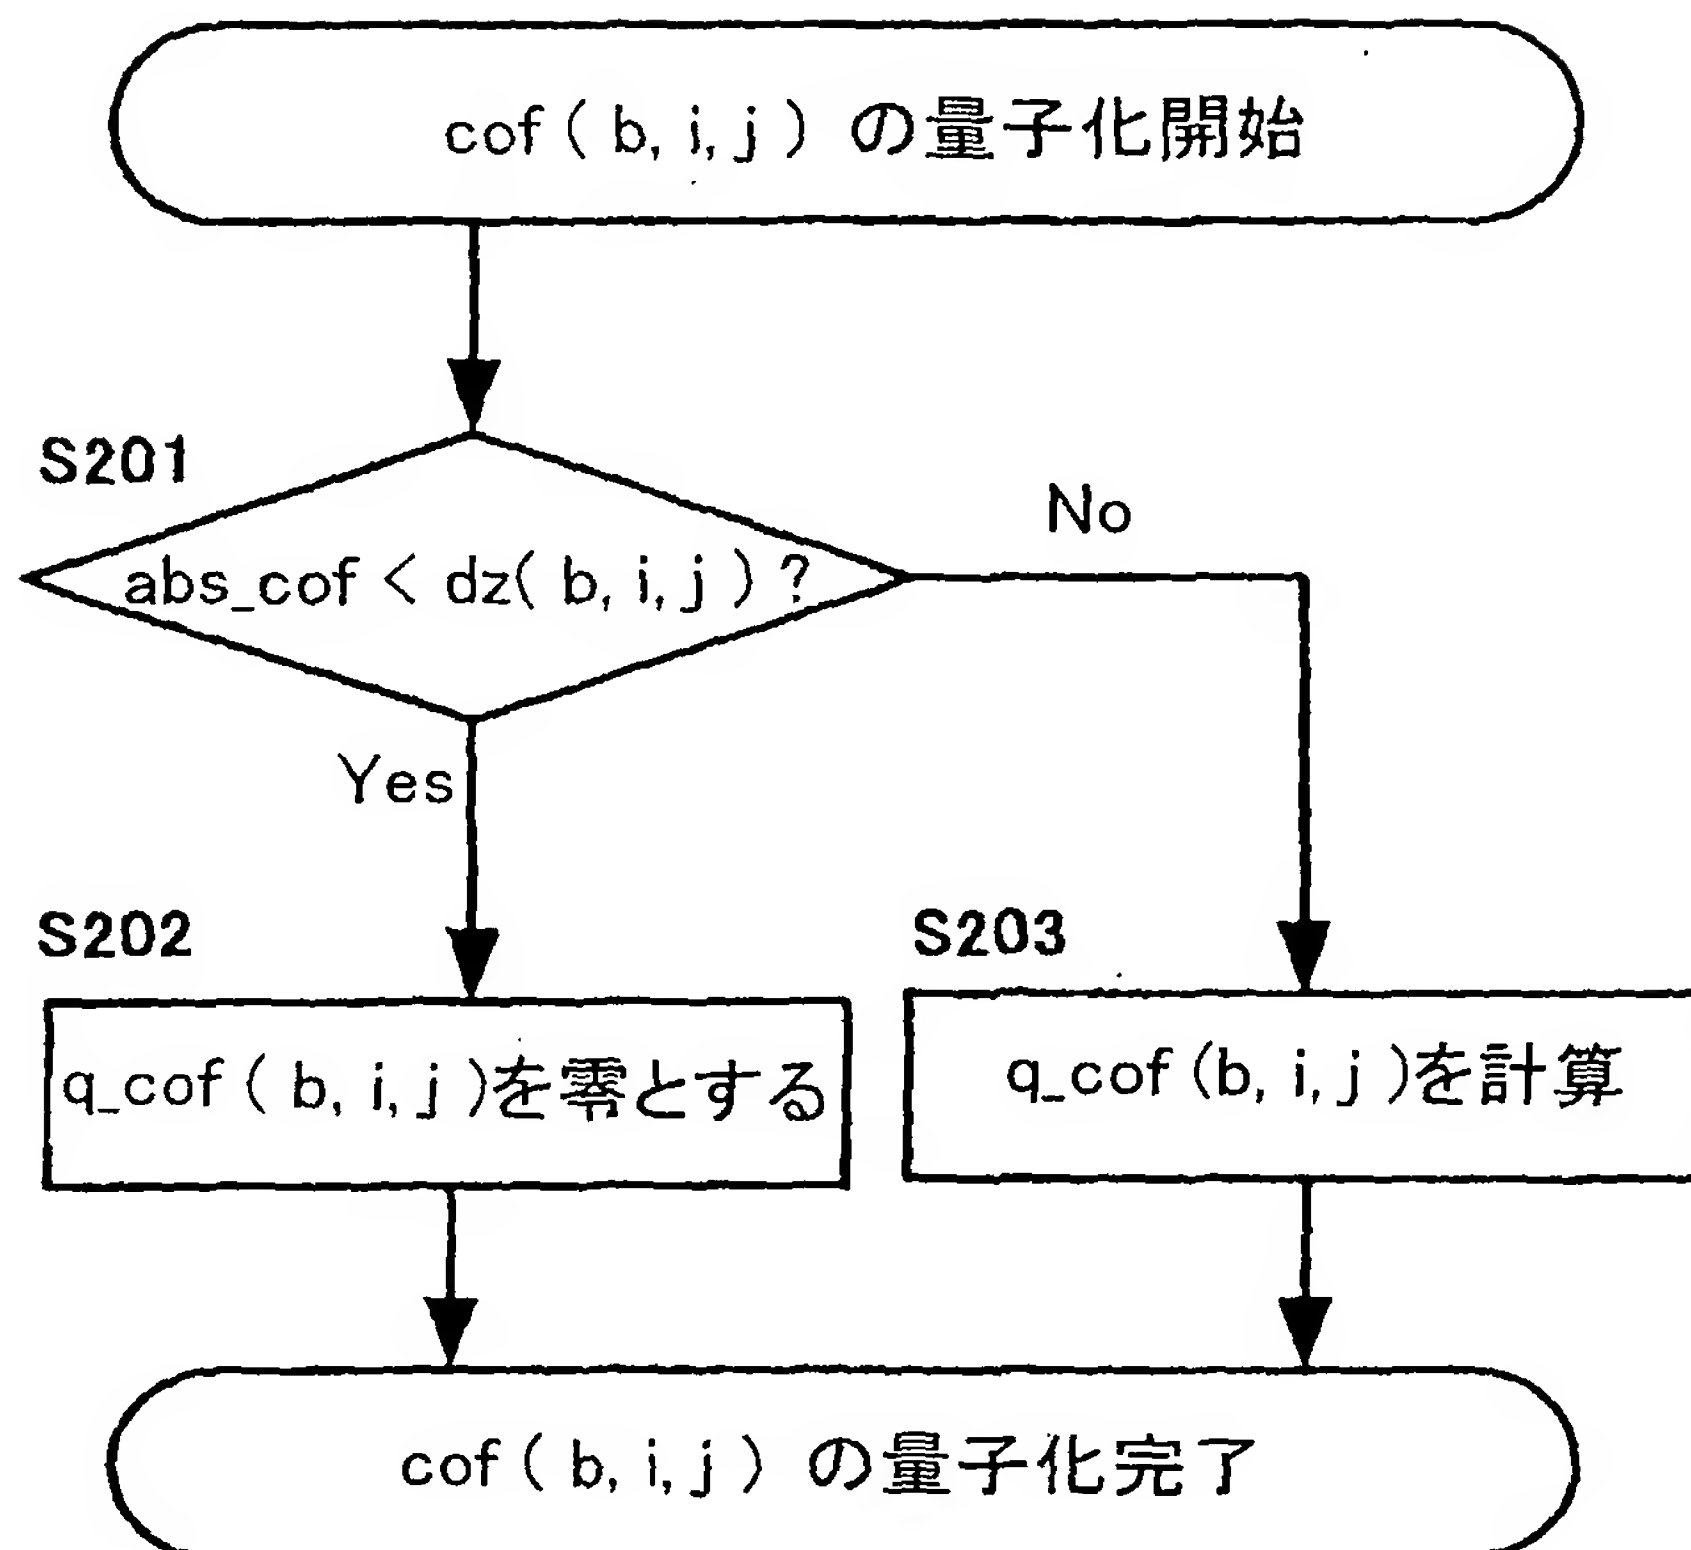 cof ( b, i, j ) の量子化開始
S201
abs_cof < dz( b, i, j ) ?
No
Yes
S202
S203
q_cof ( b, i, j )を零とする
q_cof (b, i, j )を計算
cof ( b, i, j ) の量子化完了